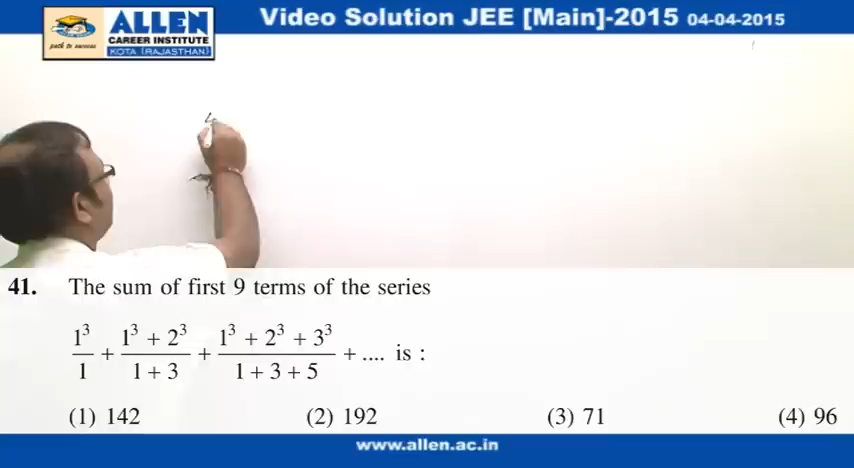 Video Solution JEE [Main]-2015 04-04-2015
ALLEN
CAREER INSTITUTE
KOTA (RAJASTHAN)
path to success
41. The sum of first 9 terms of the series
1³/1 + (1³ + 2³)/(1 + 3) + (1³ + 2³ + 3³)/(1 + 3 + 5) + .... is :
(1) 142 (2) 192 (3) 71 (4) 96
www.allen.ac.in